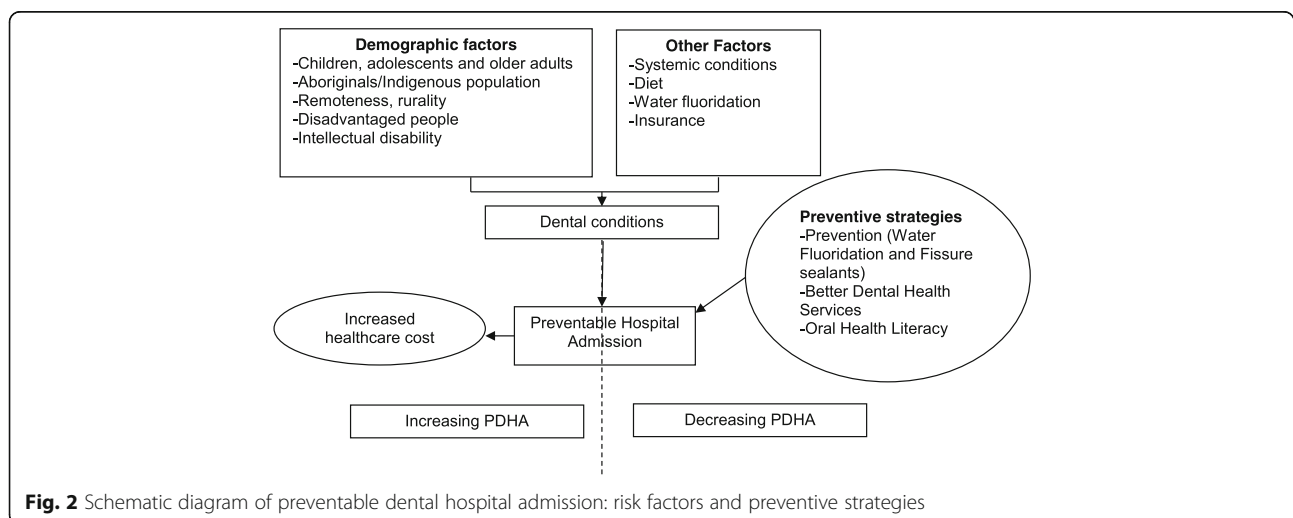 Demographic factors
-Children, adolescents and older adults
-Aboriginals/Indigenous population
-Remoteness, rurality
-Disadvantaged people
-Intellectual disability
Other Factors
-Systemic conditions
-Diet
-Water fluoridation
-Insurance
Dental conditions
Preventive strategies
-Prevention (Water
Fluoridation and Fissure
sealants)
-Better Dental Health
Services
-Oral Health Literacy
Increased
healthcare cost
Preventable Hospital
Admission
Increasing PDHA
Decreasing PDHA
Fig. 2 Schematic diagram of preventable dental hospital admission: risk factors and preventive strategies